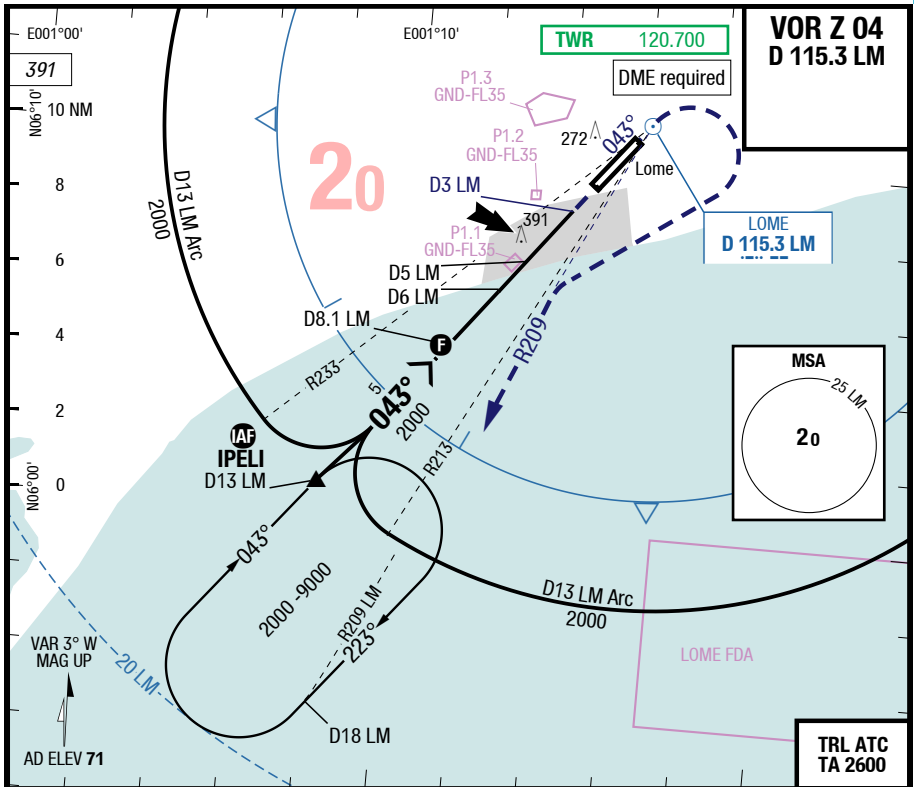 E001°00'
E001°10'
TWR 120.700
VOR Z 04
D 115.3 LM
391
DME required
N06°10'
10 NM
P1.3
GND-FL35
P1.2
GND-FL35
272
043°
Lome
20
8
D13 LM Arc
2000
D3 LM
391
P1.1
GND-FL35
LOME
D 115.3 LM
6
D5 LM
D6 LM
D8.1 LM
F
4
R209
R233
5
043°
2000
MSA
25 LM
20
2
IAF
IPELI
D13 LM
R213
N06°00'
0
043°
2000-9000
R209 LM
223°
D13 LM Arc
2000
LOME FDA
VAR 3° W
MAG UP
20 LM
D18 LM
AD ELEV 71
TRL ATC
TA 2600